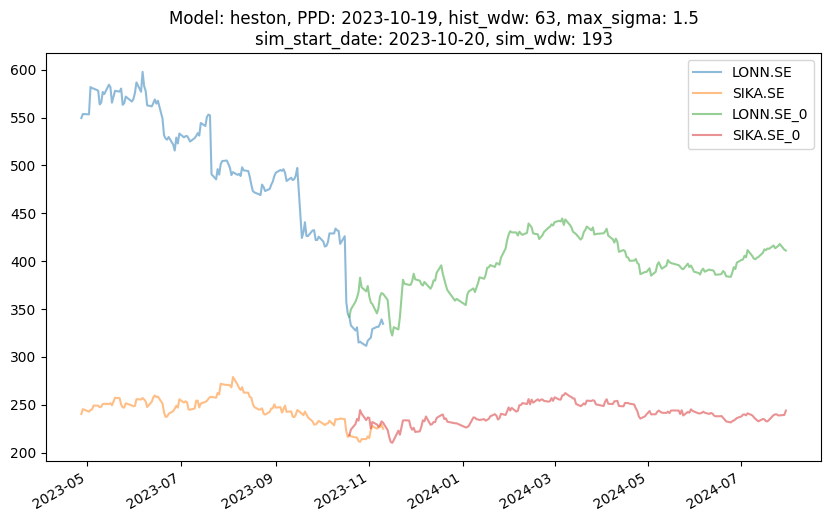 Model: heston, PPD: 2023-10-19, hist_wdw: 63, max_sigma: 1.5
sim_start_date: 2023-10-20, sim_wdw: 193
LONN.SE
SIKA.SE
LONN.SE_0
SIKA.SE_0
600
550
500
450
400
350
300
250
200
2023-05
2023-07
2023-09
2023-11
2024-01
2024-03
2024-05
2024-07